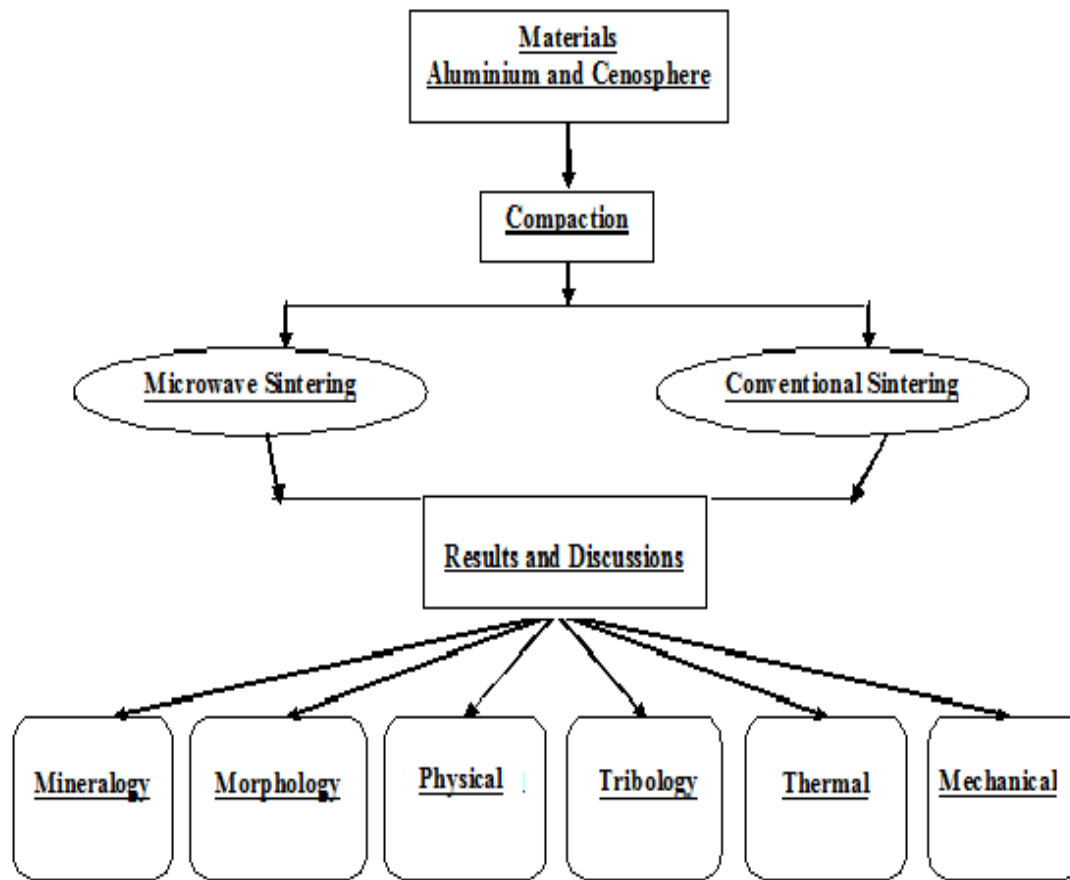 Materials
Aluminium and Cenosphere
Compaction
Microwave Sintering
Conventional Sintering
Results and Discussions
Mineralogy
Morphology
Physical
Tribology
Thermal
Mechanical